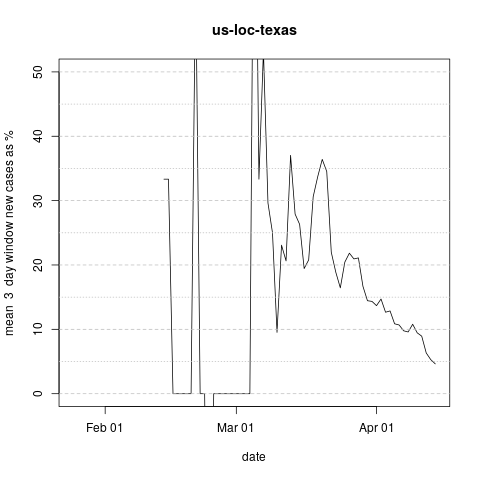 us-loc-texas
mean  3  day window new cases as %
50
40
30
20
10
0
Feb 01
Mar 01
Apr 01
date